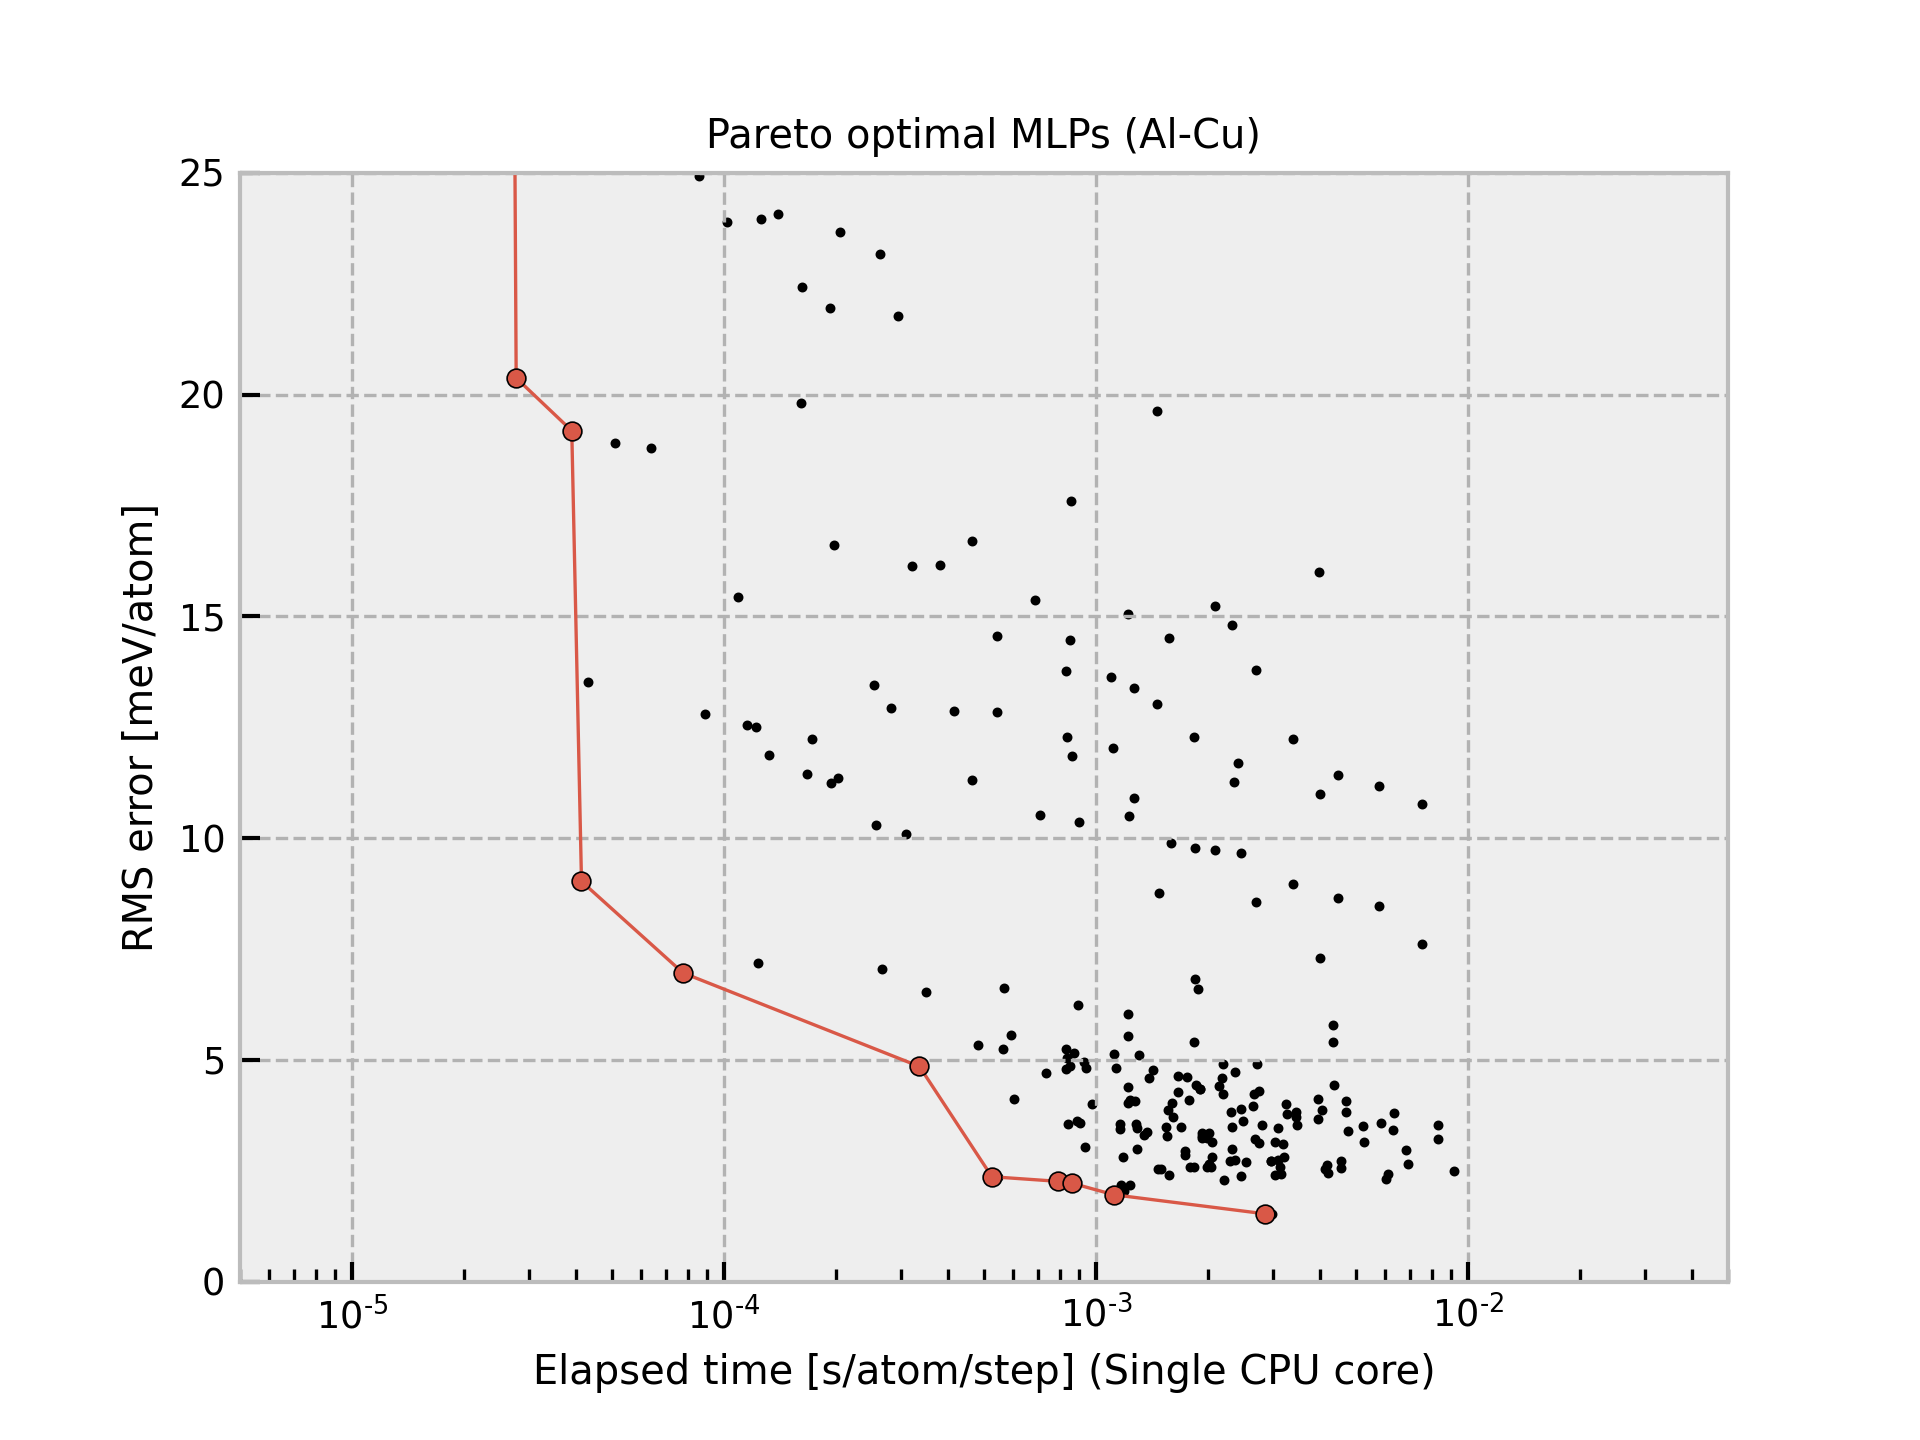 Pareto optimal MLPs (Al-Cu)
25
20
15
10
5
0
RMS error [meV/atom]
10^-5 10^-4 10^-3 10^-2
Elapsed time [s/atom/step] (Single CPU core)